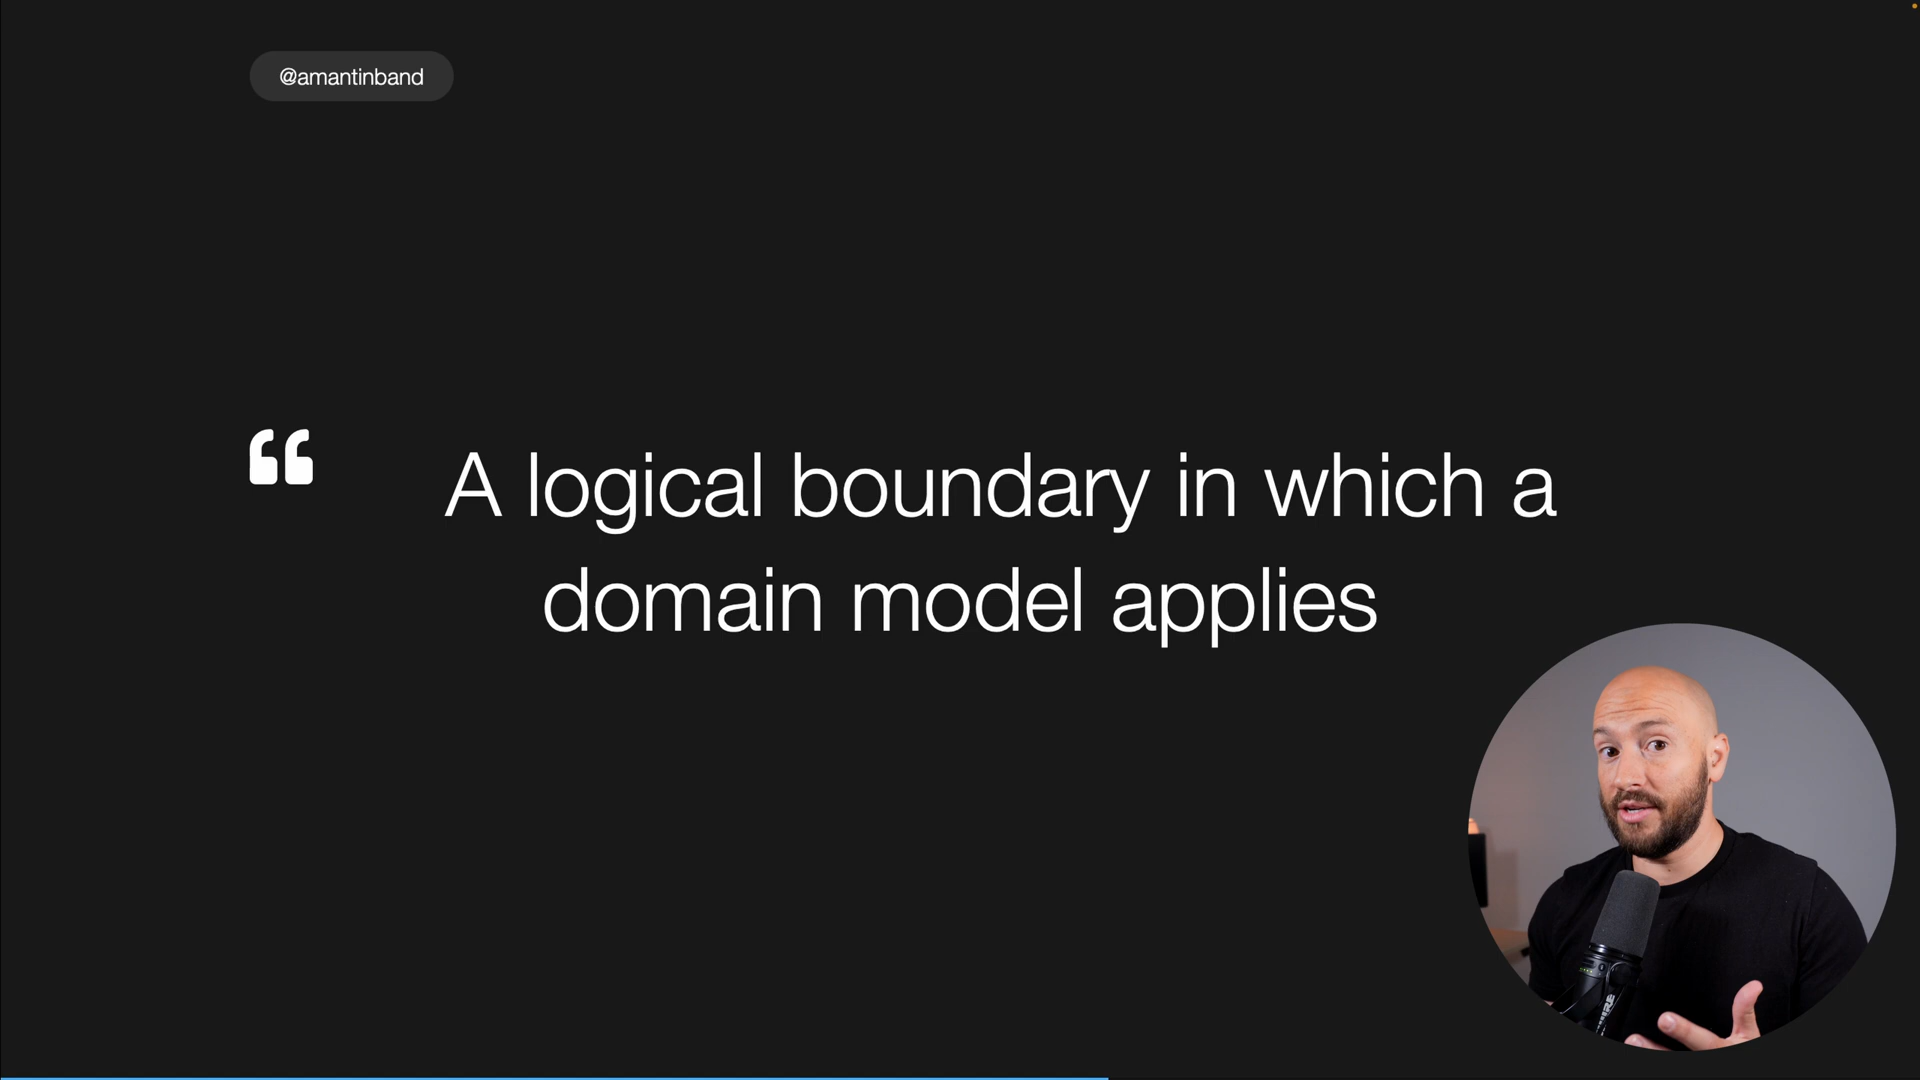 @amantinband
“ A logical boundary in which a
domain model applies